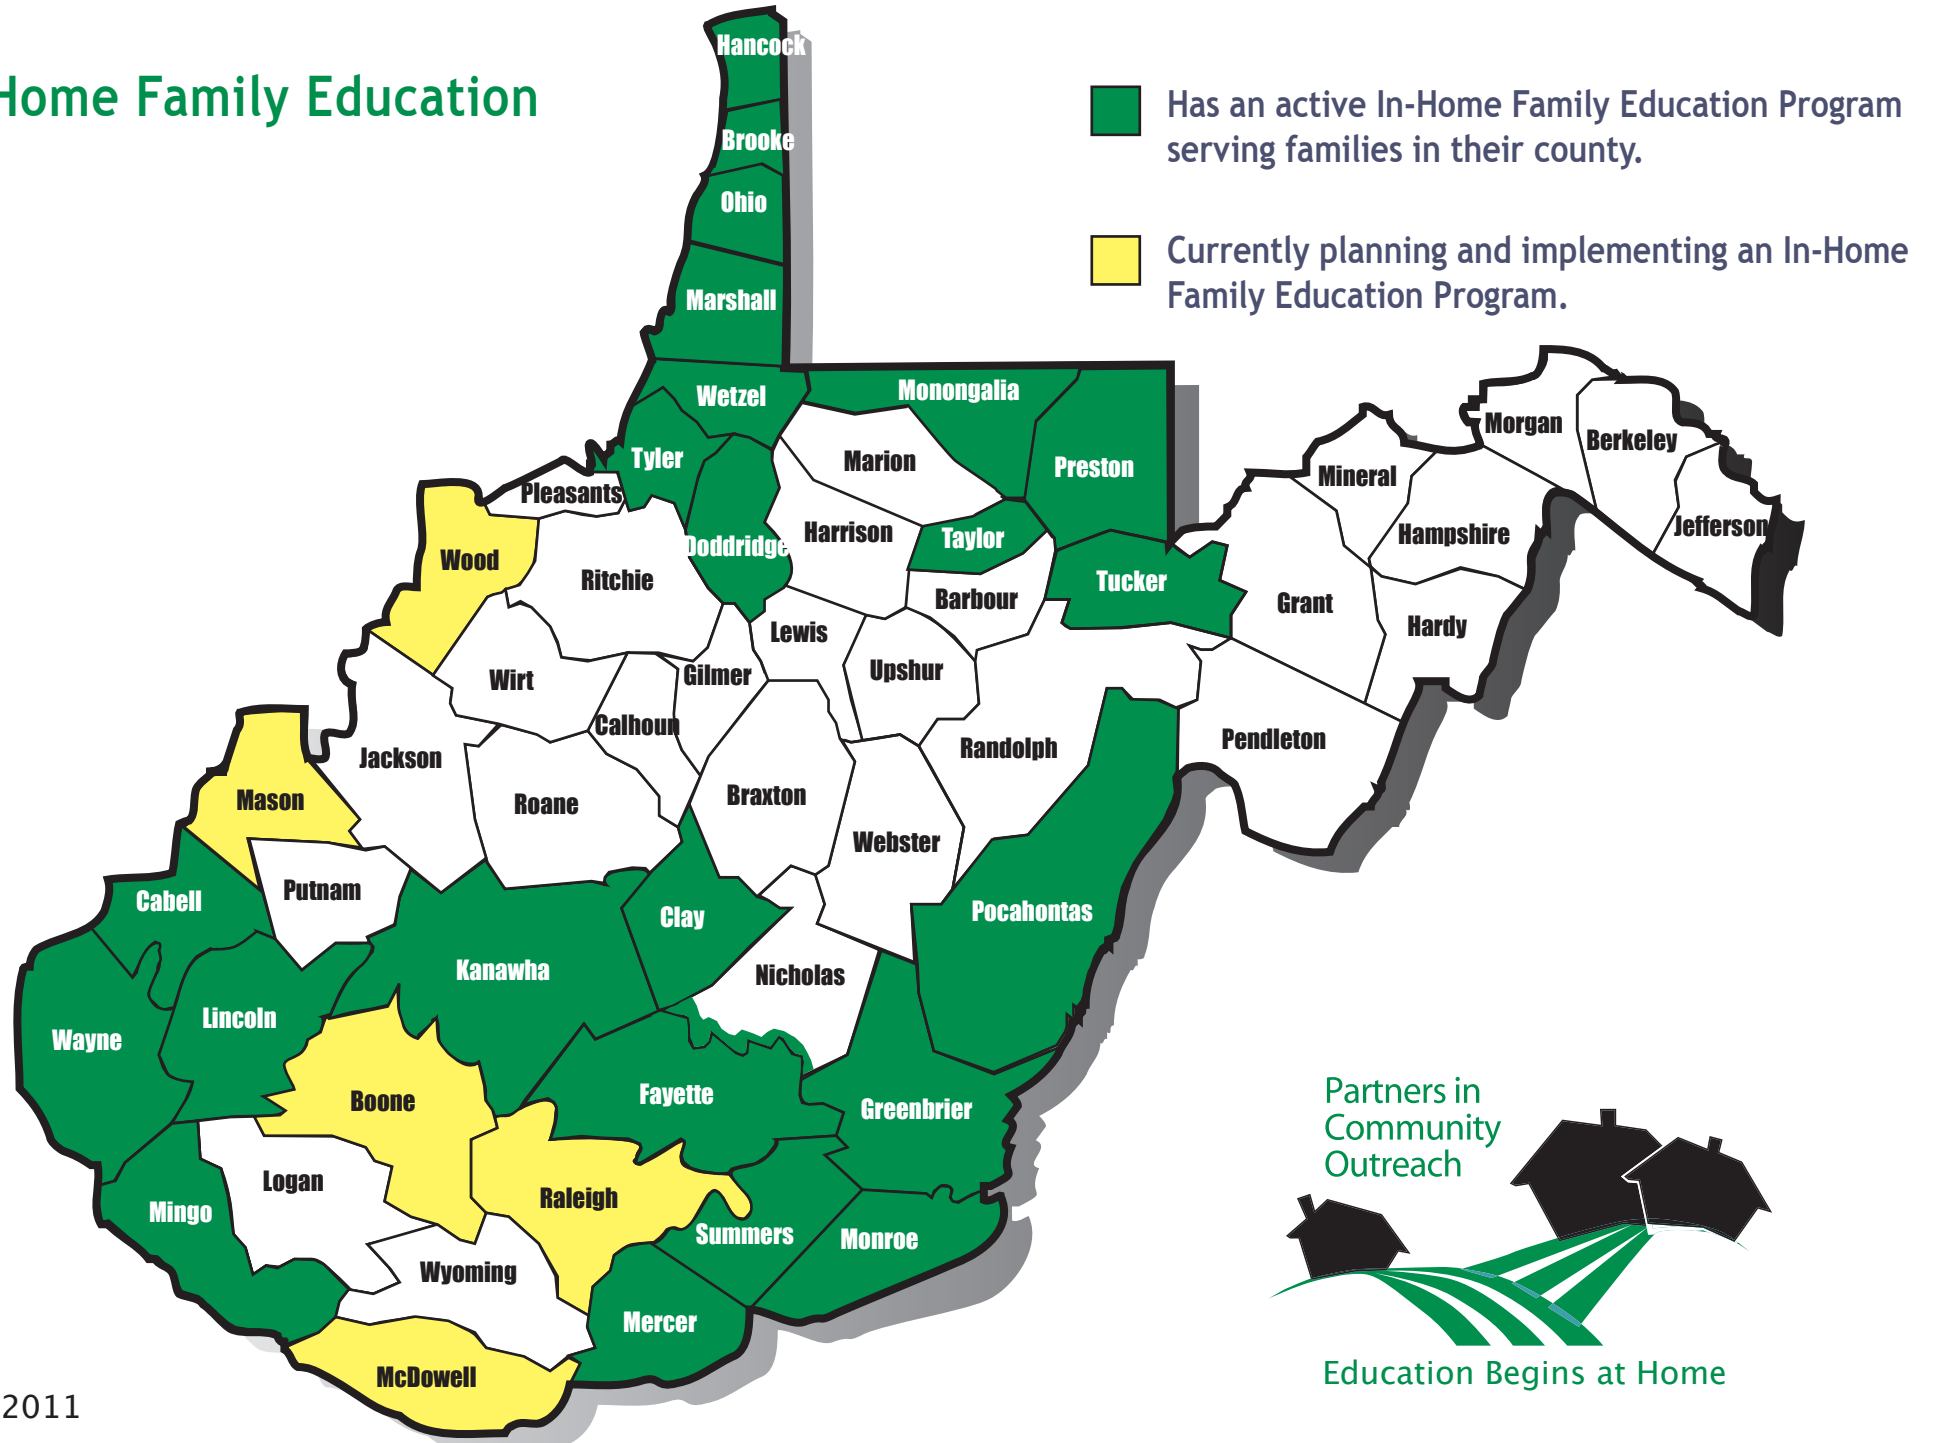 Home Family Education
Has an active In-Home Family Education Program
serving families in their county.
Currently planning and implementing an In-Home
Family Education Program.
Hancock
Brooke
Ohio
Marshall
Wetzel
Monongalia
Tyler
Marion
Preston
Pleasants
Morgan
Berkeley
Mineral
Jefferson
Hampshire
Wood
Doddridge
Harrison
Taylor
Ritchie
Tucker
Barbour
Grant
Hardy
Lewis
Wirt
Gilmer
Upshur
Calhoun
Jackson
Randolph
Pendleton
Mason
Roane
Braxton
Webster
Putnam
Cabell
Clay
Pocahontas
Kanawha
Nicholas
Lincoln
Wayne
Boone
Fayette
Greenbrier
Logan
Raleigh
Mingo
Summers
Monroe
Wyoming
Mercer
McDowell
Partners in
Community
Outreach
Education Begins at Home
2011